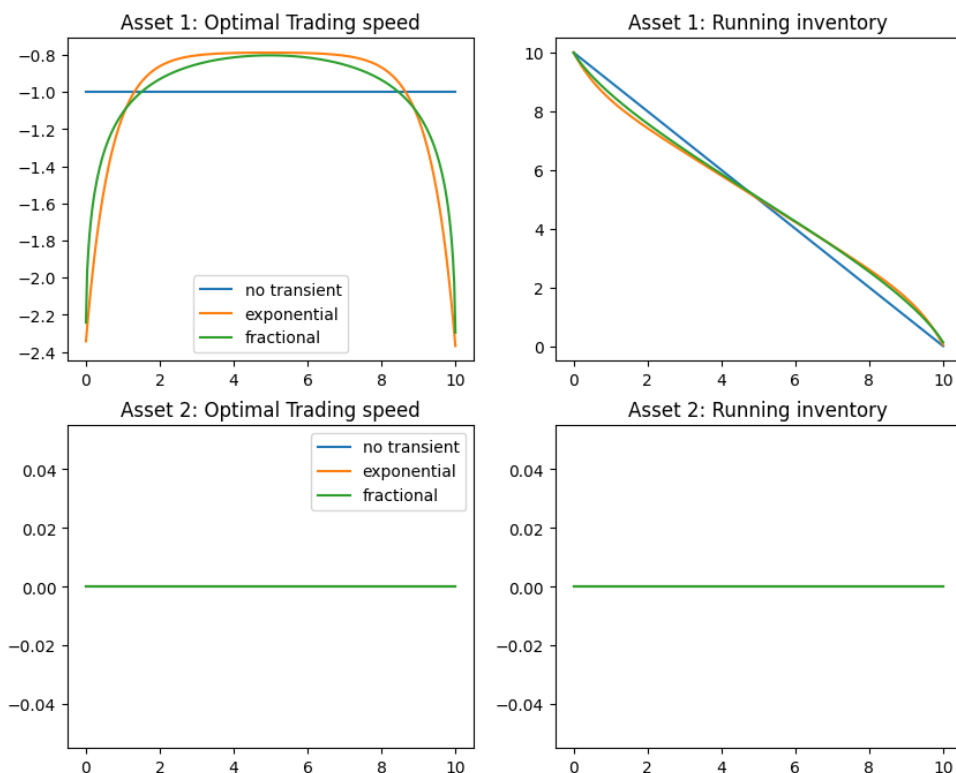 Asset 1: Optimal Trading speed
−0.8
−1.0
−1.2
−1.4
−1.6
−1.8
−2.0
−2.2
−2.4
no transient
exponential
fractional
0 2 4 6 8 10
Asset 1: Running inventory
10
8
6
4
2
0
0 2 4 6 8 10
Asset 2: Optimal Trading speed
0.04
0.02
0.00
−0.02
−0.04
no transient
exponential
fractional
0 2 4 6 8 10
Asset 2: Running inventory
0.04
0.02
0.00
−0.02
−0.04
0 2 4 6 8 10